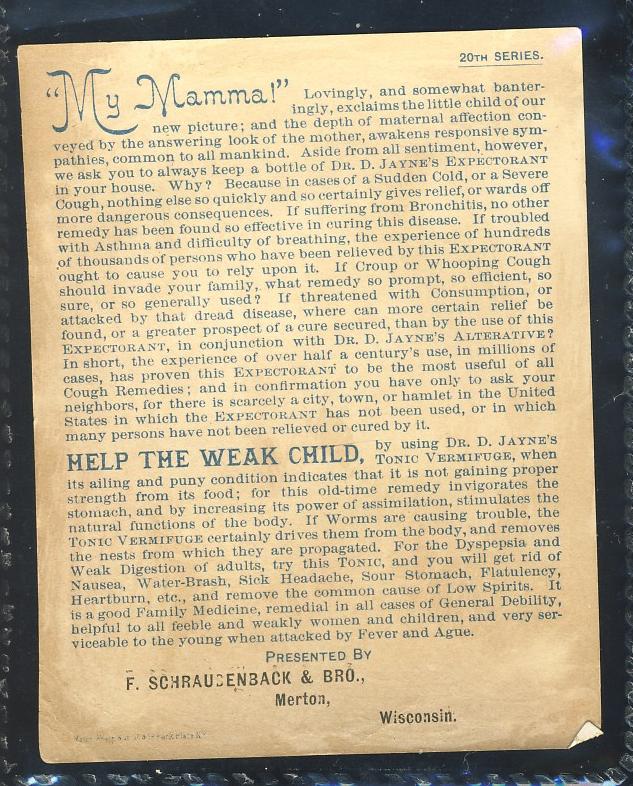 20TH SERIES.
"My Mamma!" Lovingly, and somewhat banter-
ingly, exclaims the little child of our
new picture; and the depth of maternal affection con-
veyed by the answering look of the mother, awakens responsive sym-
pathies, common to all mankind. Aside from all sentiment, however,
we ask you to always keep a bottle of DR. D. JAYNE'S EXPECTORANT
in your house. Why? Because in cases of a Sudden Cold, or a Severe
Cough, nothing else so quickly and so certainly gives relief, or wards off
more dangerous consequences. If suffering from Bronchitis, no other
remedy has been found so effective in curing this disease. If troubled
with Asthma and difficulty of breathing, the experience of hundreds
of thousands of persons who have been relieved by this EXPECTORANT
ought to cause you to rely upon it. If Croup or Whooping Cough
should invade your family, what remedy so prompt, so efficient, so
sure, or so generally used? If threatened with Consumption, or
attacked by that dread disease, where can more certain relief be
found, or a greater prospect of a cure secured, than by the use of this
EXPECTORANT, in conjunction with DR. D. JAYNE'S ALTERATIVE?
In short, the experience of over half a century's use, in millions of
cases, has proven this EXPECTORANT to be the most useful of all
Cough Remedies; and in confirmation you have only to ask your
neighbors, for there is scarcely a city, town, or hamlet in the United
States in which the EXPECTORANT has not been used, or in which
many persons have not been relieved or cured by it.
HELP THE WEAK CHILD, by using DR. D. JAYNE'S
TONIC VERMIFUGE, when
its ailing and puny condition indicates that it is not gaining proper
strength from its food; for this old-time remedy invigorates the
stomach, and by increasing its power of assimilation, stimulates the
natural functions of the body. If Worms are causing trouble, the
TONIC VERMIFUGE certainly drives them from the body, and removes
the nests from which they are propagated. For the Dyspepsia and
Weak Digestion of adults, try this TONIC, and you will get rid of
Nausea, Water-Brash, Sick Headache, Sour Stomach, Flatulency,
Heartburn, etc., and remove the common cause of Low Spirits. It
is a good Family Medicine, remedial in all cases of General Debility,
helpful to all feeble and weakly women and children, and very ser-
viceable to the young when attacked by Fever and Ague.
PRESENTED BY
F. SCHRAUDENBACK & BRO.,
Merton,
Wisconsin.